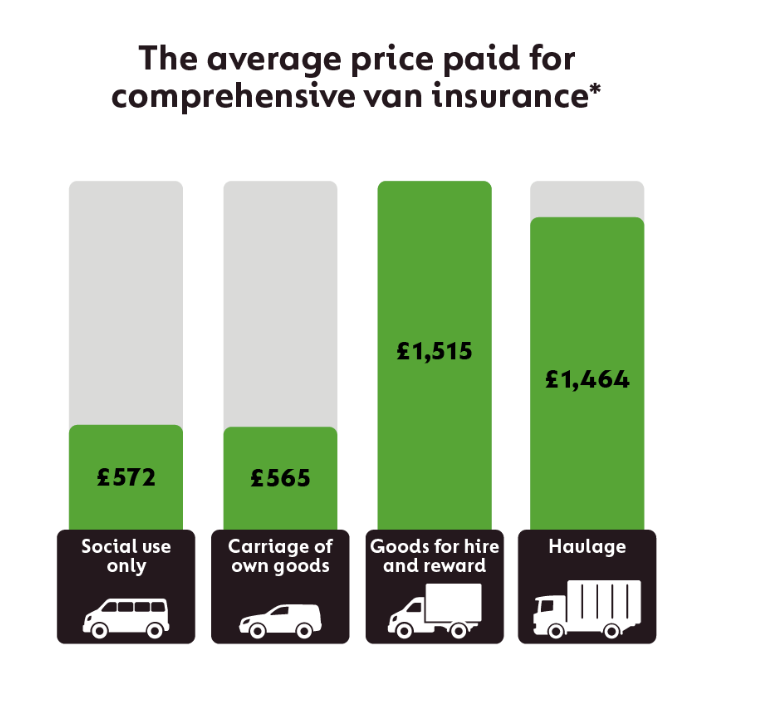 The average price paid for
comprehensive van insurance*
£1,515
£1,464
£572
£565
Social use
only
Carriage of
own goods
Goods for hire
and reward
Haulage